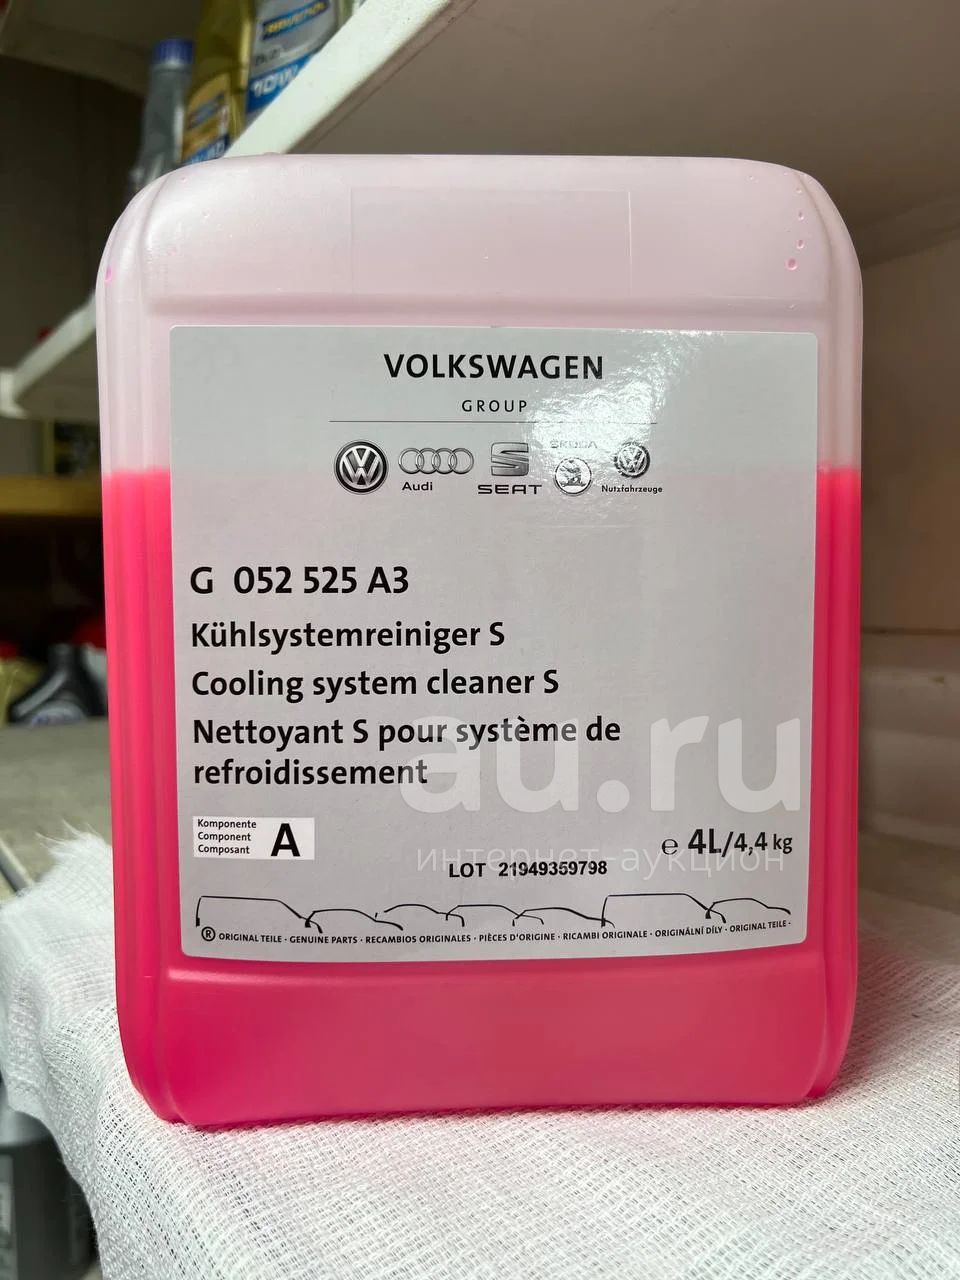 10W
VOLKSWAGEN
GROUP
Audi
SEAT
ŠKODA
Nutzfahrzeuge
G 052 525 A3
Kühlsystemreiniger S
Cooling system cleaner S
Nettoyant S pour système de
refroidissement
au.ru
интернет-аукцион
Komponente
Component
Composant
A
e 4L/4,4 kg
LOT 21949359798
® ORIGINAL TEILE · GENUINE PARTS · RECAMBIOS ORIGINALES · PIÈCES D'ORIGINE · RICAMBI ORIGINALE · ORIGINÁLNÍ DÍLY · ORIGINAL TEILE ·